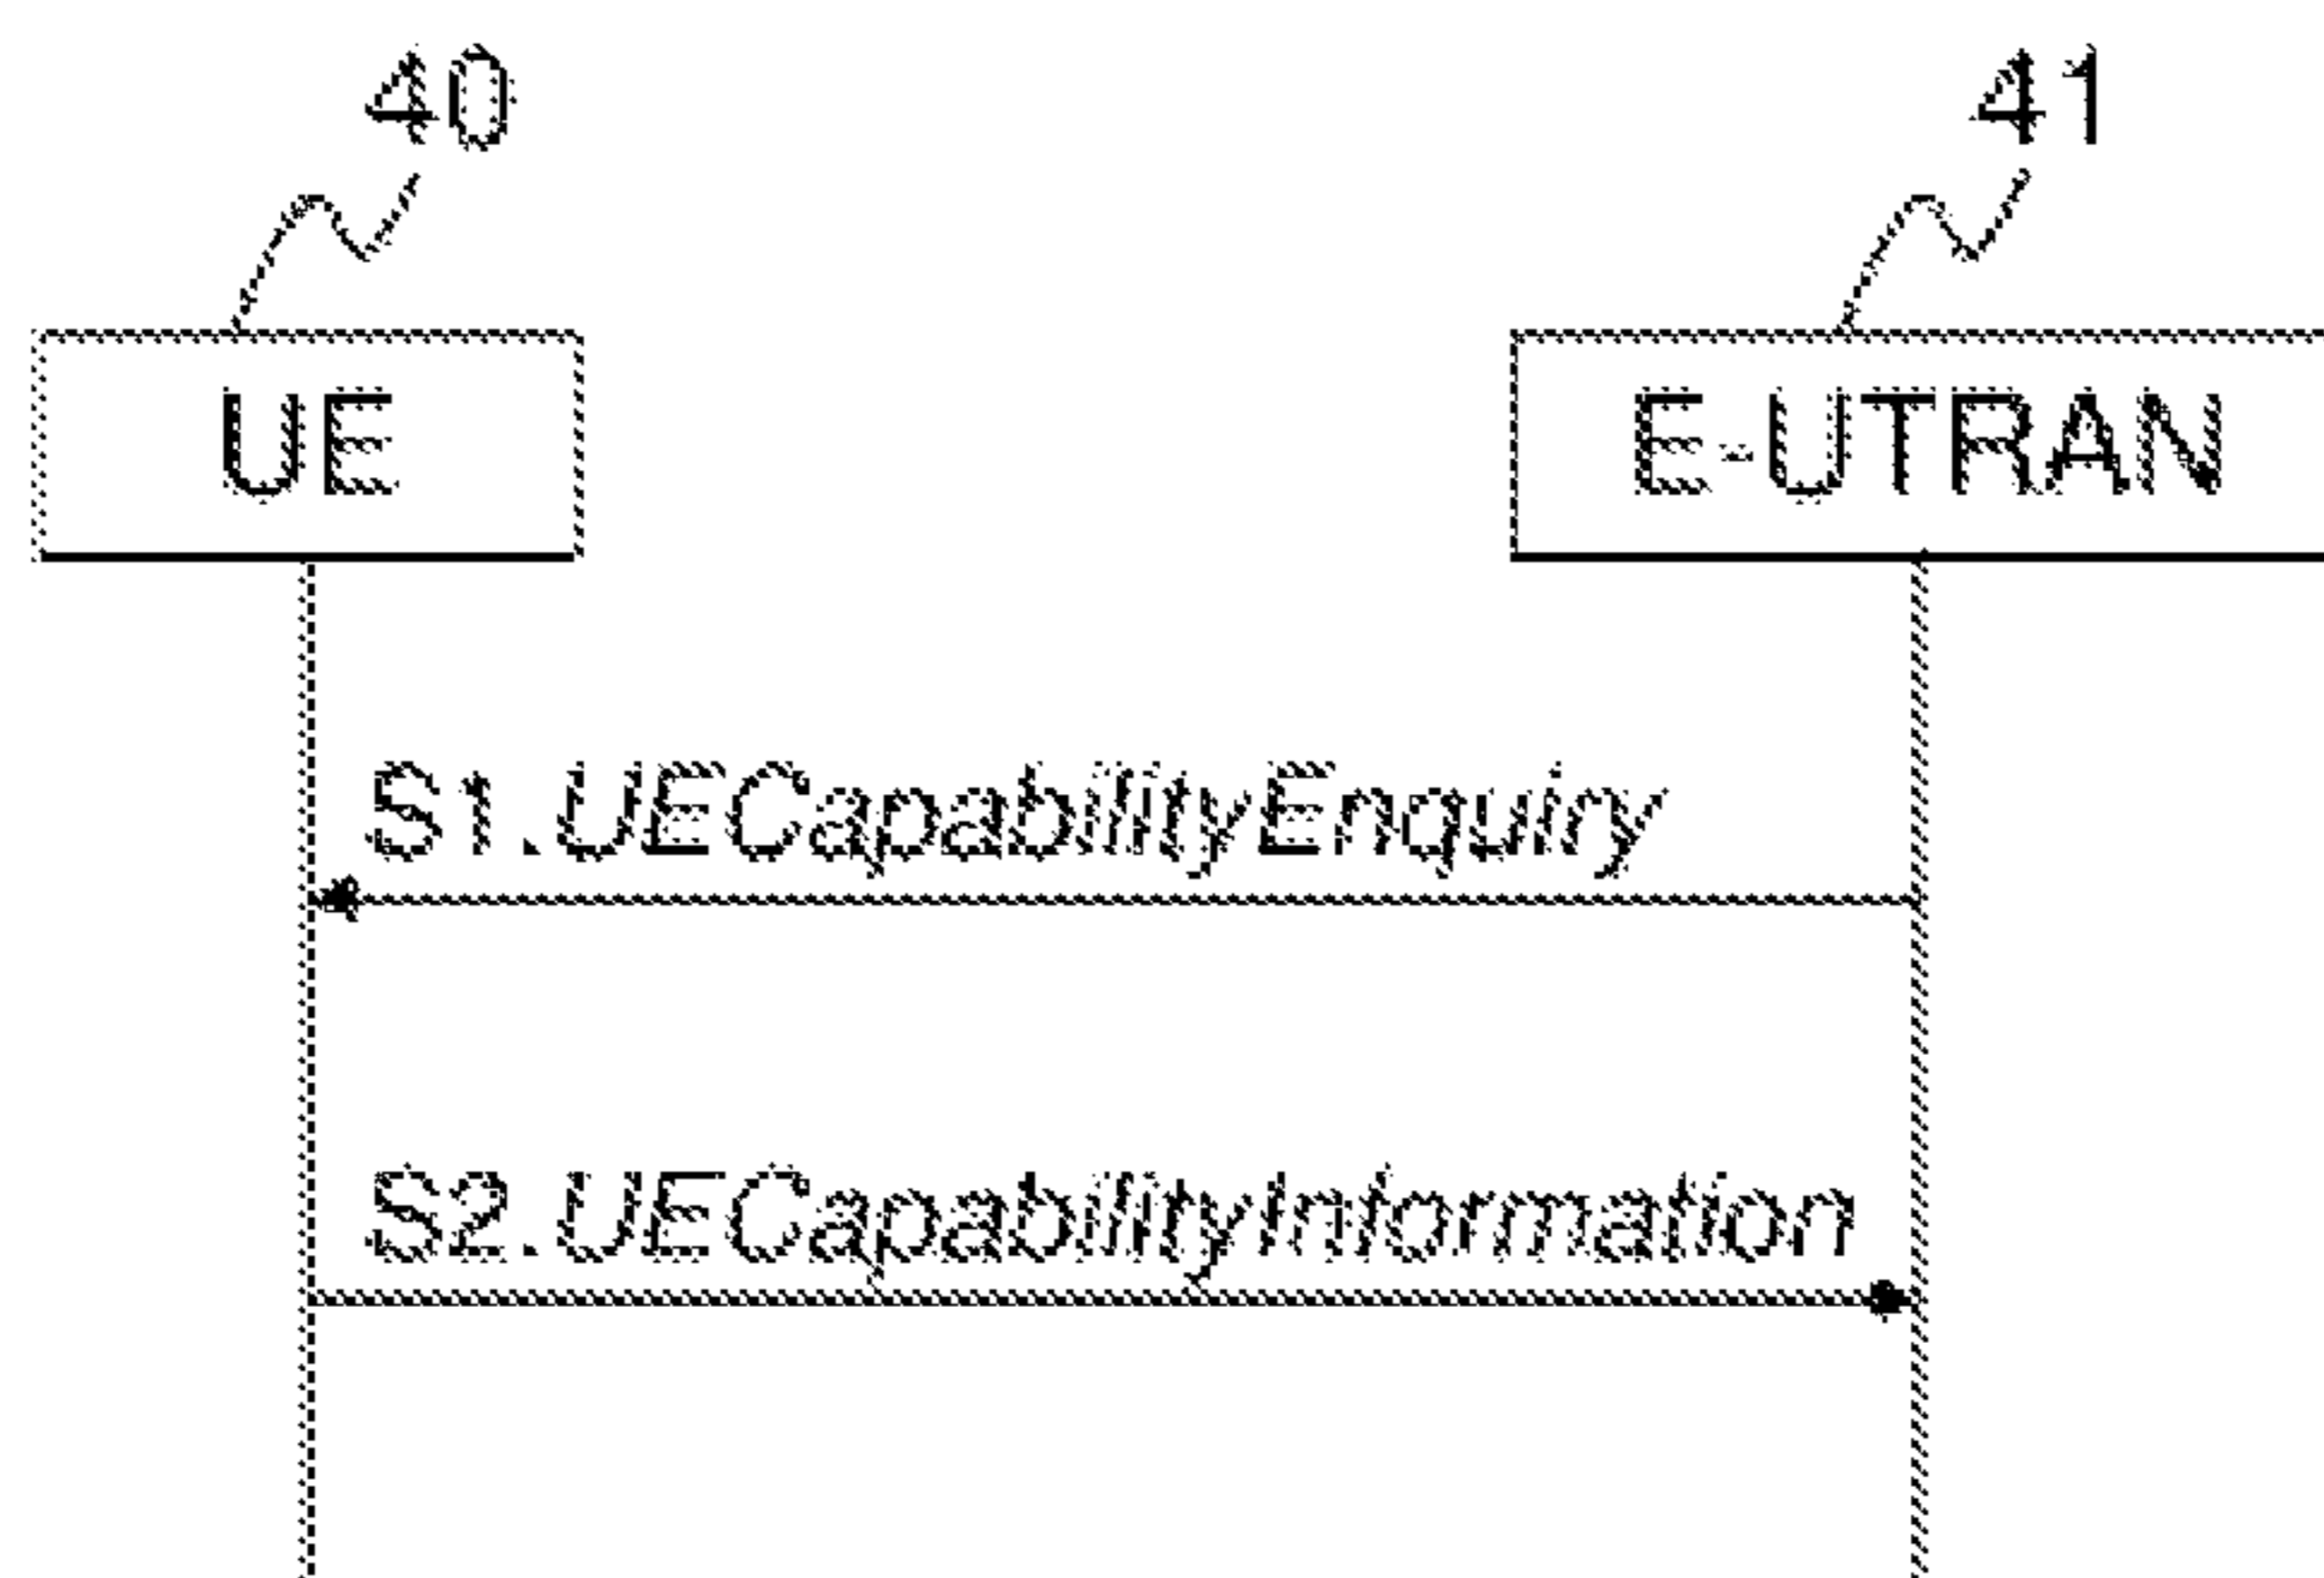 40
41
UE
E-UTRAN
S1.UECapabilityEnquiry
S2.UECapabilityInformation